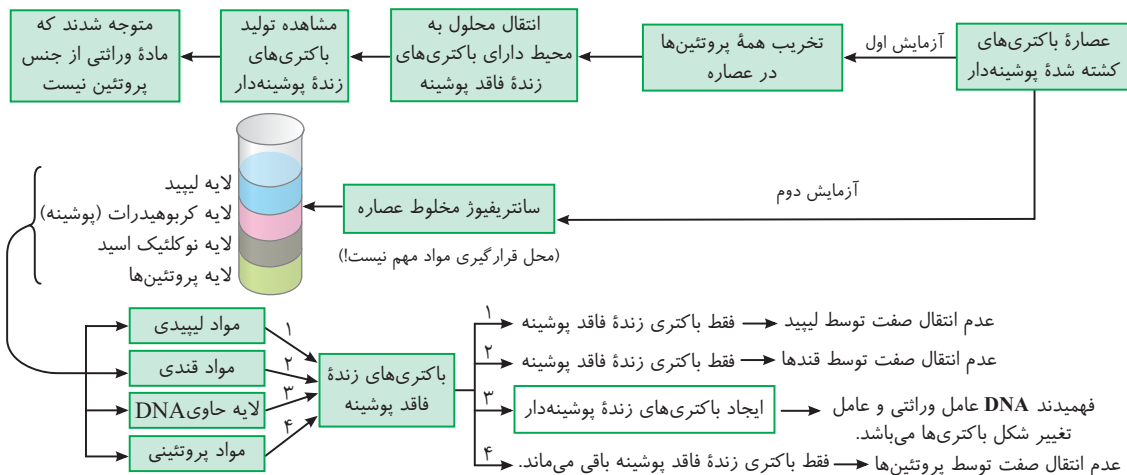 عصارهٔ باکتری‌های
کشته شدهٔ پوشینه‌دار
آزمایش اول
تخریب همهٔ پروتئین‌ها
در عصاره
انتقال محلول به
محیط دارای باکتری‌های
زندهٔ فاقد پوشینه
مشاهده تولید
باکتری‌های
زندهٔ پوشینه‌دار
متوجه شدند که
مادهٔ وراثتی از جنس
پروتئین نیست
آزمایش دوم
سانتریفیوژ مخلوط عصاره
(محل قرارگیری مواد مهم نیست!)
لایه لیپید
لایه کربوهیدرات (پوشینه)
لایه نوکلئیک اسید
لایه پروتئین‌ها
مواد لیپیدی
مواد قندی
لایه حاوی DNA
مواد پروتئینی
۱
۲
۳
۴
باکتری‌های زندهٔ
فاقد پوشینه
۱
فقط باکتری زندهٔ فاقد پوشینه
عدم انتقال صفت توسط لیپید
۲
فقط باکتری زندهٔ فاقد پوشینه
عدم انتقال صفت توسط قندها
۳
ایجاد باکتری‌های زندهٔ پوشینه‌دار
فهمیدند DNA عامل وراثتی و عامل
تغییر شکل باکتری‌ها می‌باشد.
۴
فقط باکتری زندهٔ فاقد پوشینه باقی می‌ماند.
عدم انتقال صفت توسط پروتئین‌ها